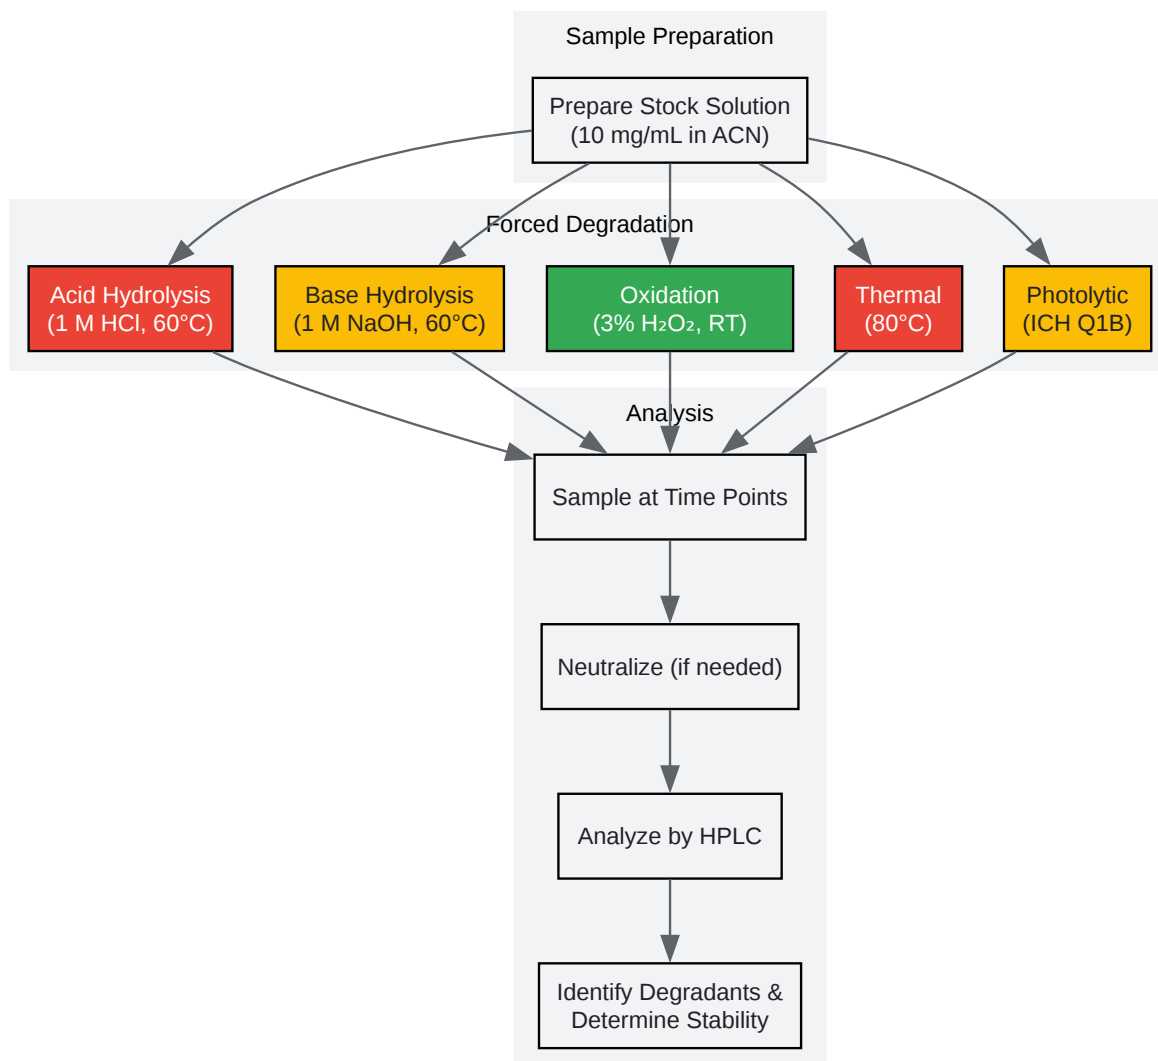 Sample Preparation
Prepare Stock Solution
(10 mg/mL in ACN)
Forced Degradation
Acid Hydrolysis
(1 M HCl, 60°C)
Base Hydrolysis
(1 M NaOH, 60°C)
Oxidation
(3% H₂O₂, RT)
Thermal
(80°C)
Photolytic
(ICH Q1B)
Analysis
Sample at Time Points
Neutralize (if needed)
Analyze by HPLC
Identify Degradants &
Determine Stability